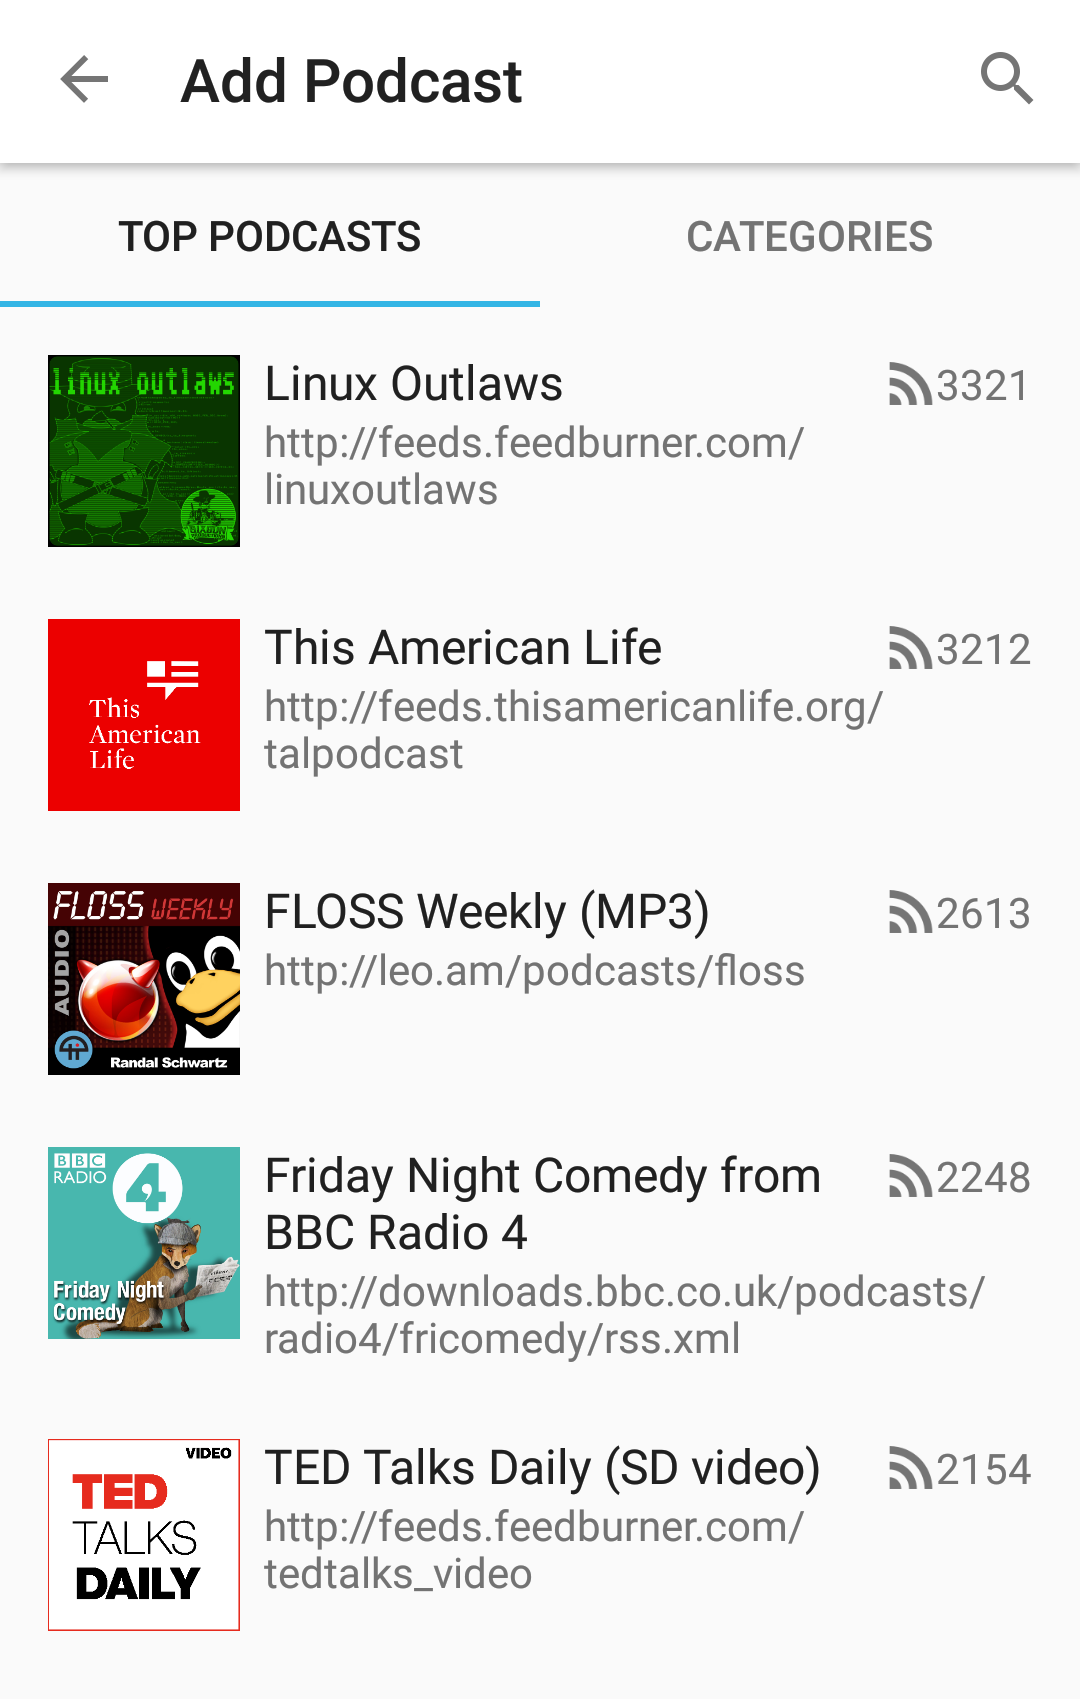 Add Podcast
TOP PODCASTS
CATEGORIES
linux outlaws
Linux Outlaws
3321
http://feeds.feedburner.com/
linuxoutlaws
This
American
Life
This American Life
3212
http://feeds.thisamericanlife.org/
talpodcast
FLOSS WEEKLY
AUDIO
Randal Schwartz
FLOSS Weekly (MP3)
2613
http://leo.am/podcasts/floss
BBC
RADIO
4
Friday Night
Comedy
Friday Night Comedy from
BBC Radio 4
2248
http://downloads.bbc.co.uk/podcasts/
radio4/fricomedy/rss.xml
VIDEO
TED
TALKS
DAILY
TED Talks Daily (SD video)
2154
http://feeds.feedburner.com/
tedtalks_video